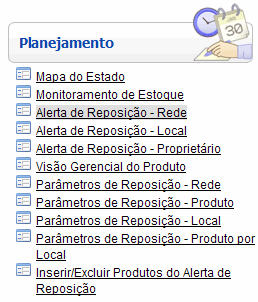 30
Planejamento
Mapa do Estado
Monitoramento de Estoque
Alerta de Reposição - Rede
Alerta de Reposição - Local
Alerta de Reposição - Proprietário
Visão Gerencial do Produto
Parâmetros de Reposição - Rede
Parâmetros de Reposição - Produto
Parâmetros de Reposição - Local
Parâmetros de Reposição - Produto por
Local
Inserir/Excluir Produtos do Alerta de
Reposição